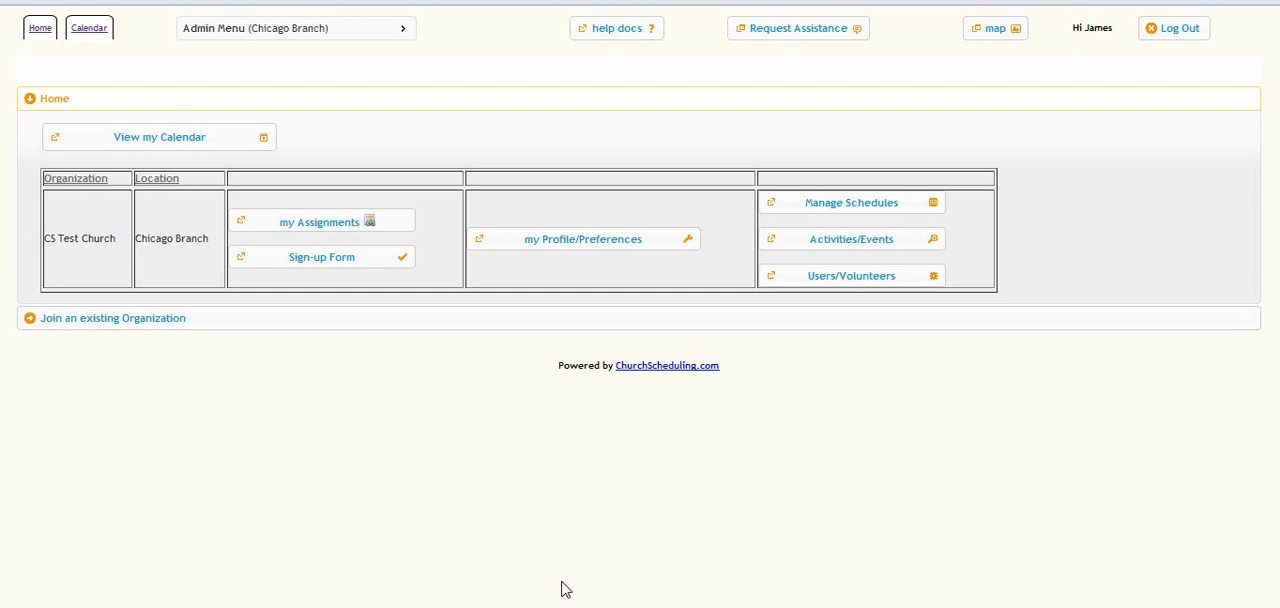 Home Calendar Admin Menu (Chicago Branch) help docs ? Request Assistance map Hi James Log Out
Home
View my Calendar
Organization Location
CS Test Church Chicago Branch
my Assignments
Sign-up Form
my Profile/Preferences
Manage Schedules
Activities/Events
Users/Volunteers
Join an existing Organization
Powered by ChurchScheduling.com